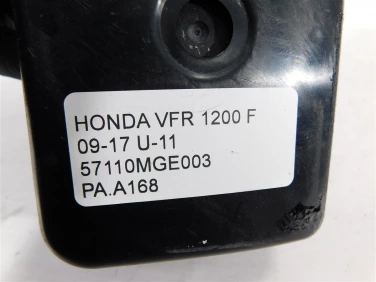 HONDA VFR 1200 F
09-17 U-11
57110MGE003
PA.A168